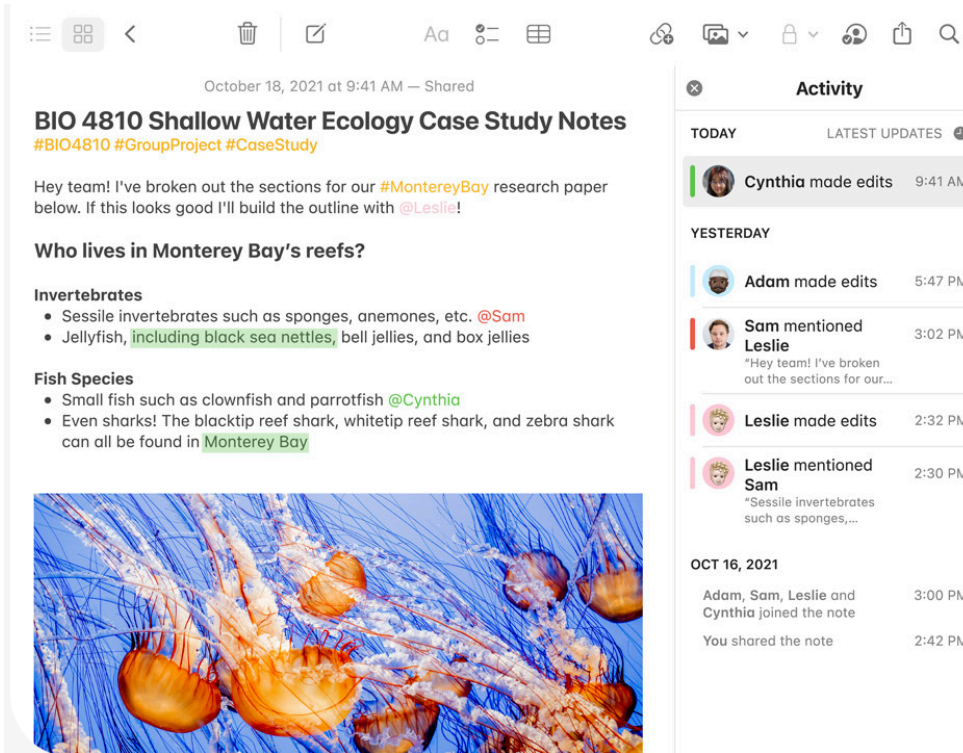 Aa
October 18, 2021 at 9:41 AM — Shared
BIO 4810 Shallow Water Ecology Case Study Notes
#BIO4810 #GroupProject #CaseStudy
Hey team! I've broken out the sections for our #MontereyBay research paper
below. If this looks good I'll build the outline with @Leslie!
Who lives in Monterey Bay's reefs?
Invertebrates
• Sessile invertebrates such as sponges, anemones, etc. @Sam
• Jellyfish, including black sea nettles, bell jellies, and box jellies
Fish Species
• Small fish such as clownfish and parrotfish @Cynthia
• Even sharks! The blacktip reef shark, whitetip reef shark, and zebra shark
can all be found in Monterey Bay
Activity
TODAY LATEST UPDATES
Cynthia made edits 9:41 AM
YESTERDAY
Adam made edits 5:47 PM
Sam mentioned
Leslie 3:02 PM
“Hey team! I've broken
out the sections for our...
Leslie made edits 2:32 PM
Leslie mentioned
Sam 2:30 PM
“Sessile invertebrates
such as sponges,...
OCT 16, 2021
Adam, Sam, Leslie and
Cynthia joined the note 3:00 PM
You shared the note 2:42 PM